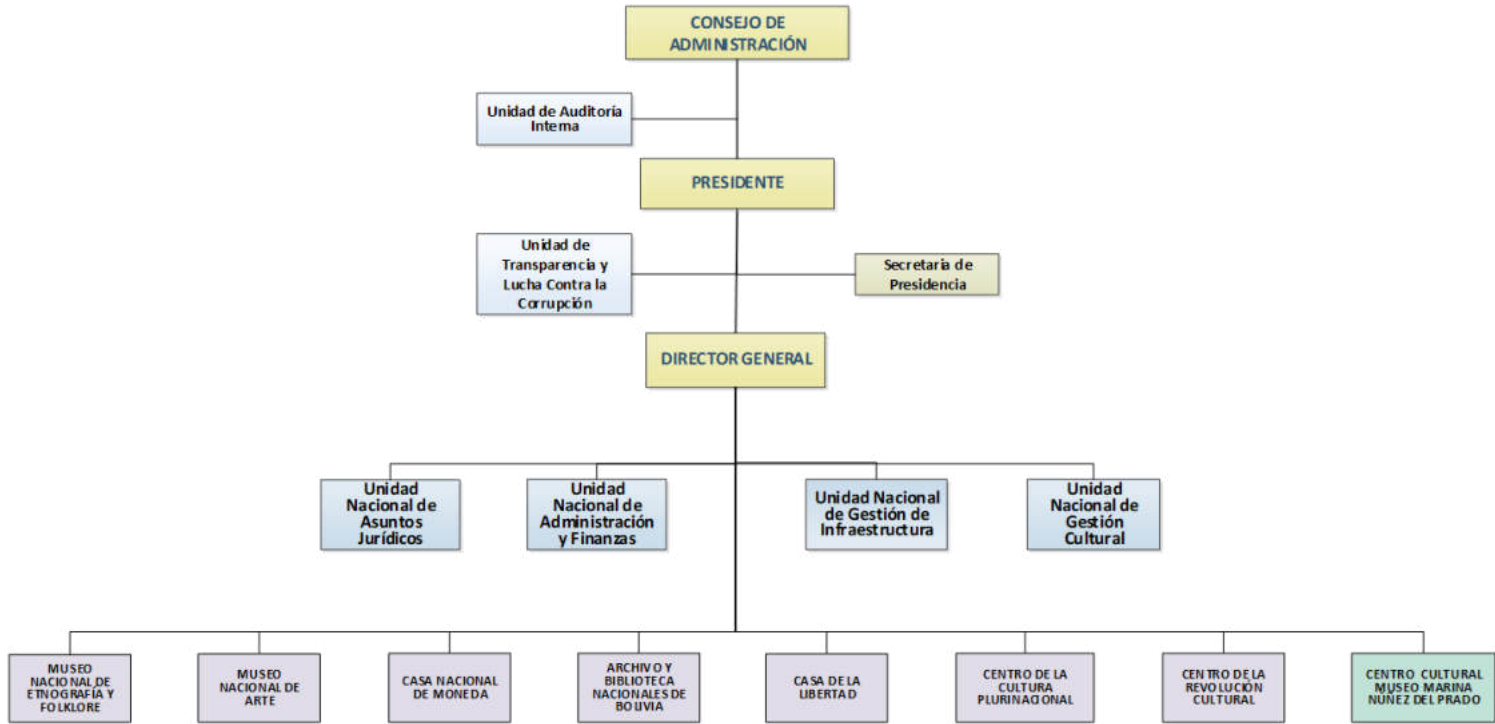 CONSEJO DE
ADMINISTRACIÓN
Unidad de Auditoría
Interna
PRESIDENTE
Unidad de
Transparencia y
Lucha Contra la
Corrupción
Secretaria de
Presidencia
DIRECTOR GENERAL
Unidad
Nacional de
Asuntos
Jurídicos
Unidad
Nacional de
Administración
y Finanzas
Unidad Nacional
de Gestión de
Infraestructura
Unidad
Nacional de
Gestión
Cultural
MUSEO
NACIONAL DE
ETNOGRAFÍA Y
FOLKLORE
MUSEO
NACIONAL DE
ARTE
CASA NACIONAL
DE MONEDA
ARCHIVO Y
BIBLIOTECA
NACIONALES DE
BOLIVIA
CASA DE LA
LIBERTAD
CENTRO DE LA
CULTURA
PLURINACIONAL
CENTRO DE LA
REVOLUCIÓN
CULTURAL
CENTRO CULTURAL
MUSEO MARINA
NÚÑEZ DEL PRADO